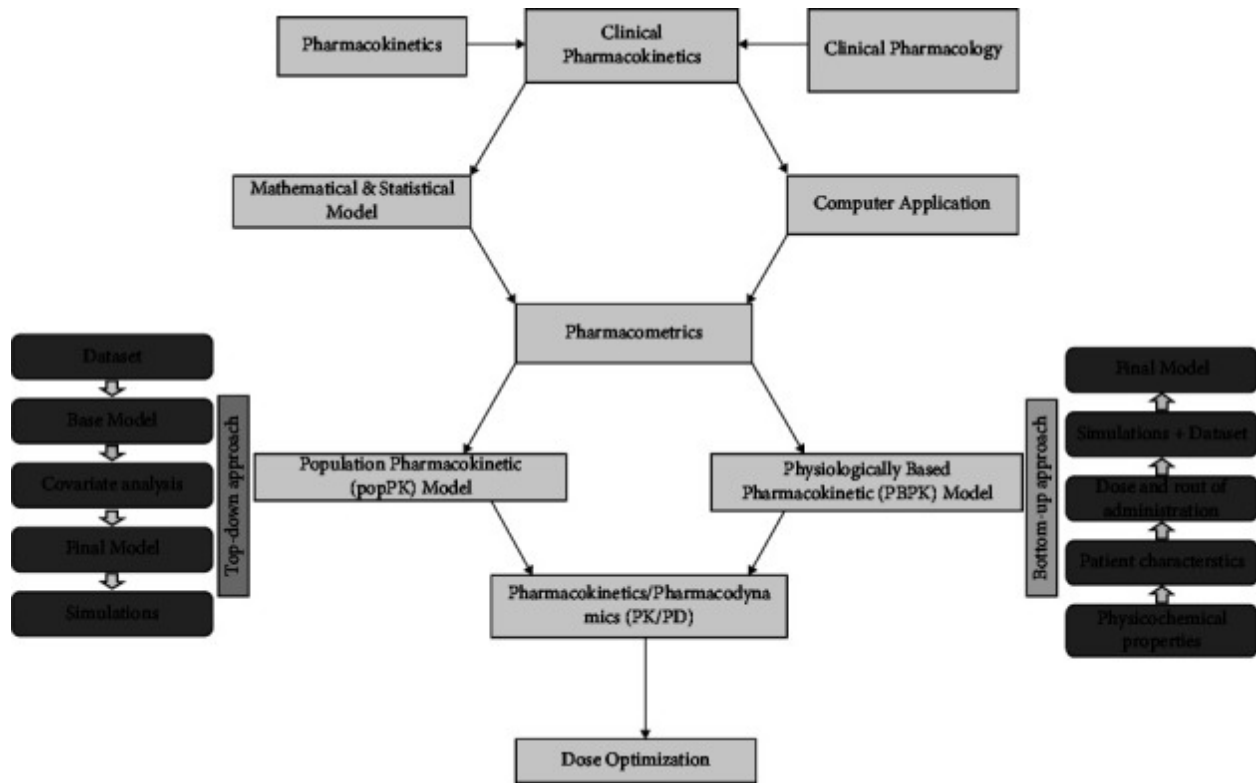 Pharmacokinetics
Clinical
Pharmacokinetics
Clinical Pharmacology
Mathematical & Statistical
Model
Computer Application
Pharmacometrics
Dataset
Base Model
Covariate analysis
Final Model
Simulations
Top-down approach
Population Pharmacokinetic
(popPK) Model
Physiologically Based
Pharmacokinetic (PBPK) Model
Bottom-up approach
Final Model
Simulations + Dataset
Dose and rout of
administration
Patient characterstics
Physicochemical
properties
Pharmacokinetics/Pharmacodyna
mics (PK/PD)
Dose Optimization